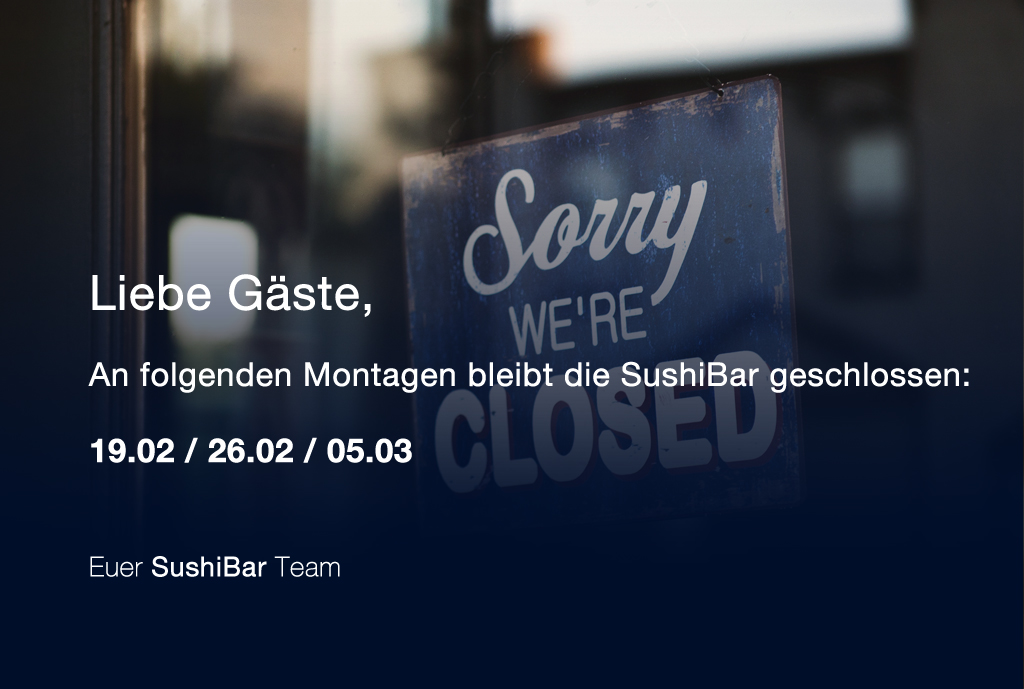 Sorry
WE'RE
CLOSED
Liebe Gäste,
An folgenden Montagen bleibt die SushiBar geschlossen:
19.02 / 26.02 / 05.03
Euer SushiBar Team